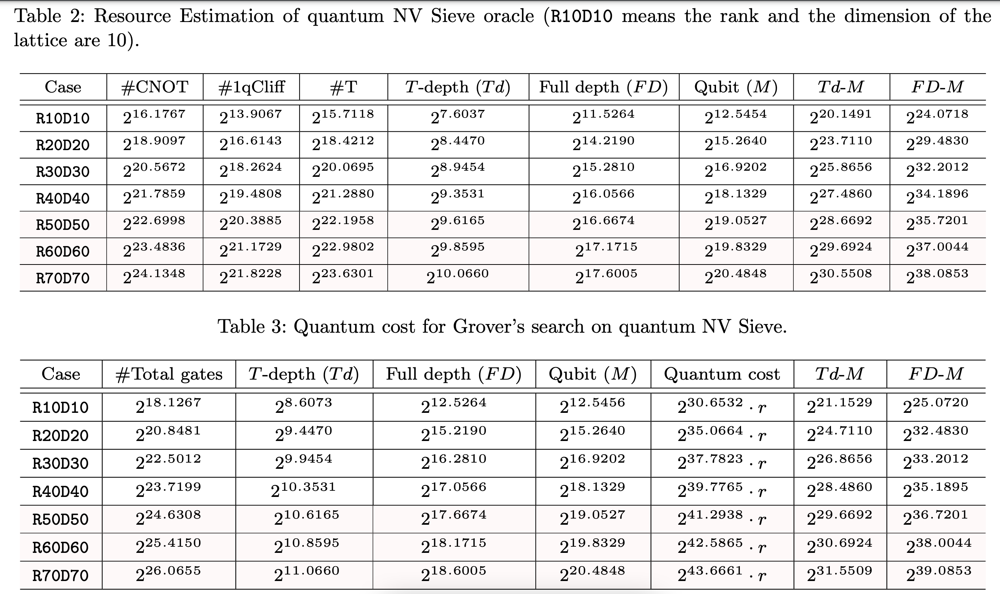 Table 2: Resource Estimation of quantum NV Sieve oracle (R10D10 means the rank and the dimension of the
lattice are 10).
Case #CNOT #1qCliff #T T-depth (Td) Full depth (FD) Qubit (M) Td-M FD-M
R10D10 2^16.1767 2^13.9067 2^15.7118 2^7.6037 2^11.5264 2^12.5454 2^20.1491 2^24.0718
R20D20 2^18.9097 2^16.6143 2^18.4212 2^8.4470 2^14.2190 2^15.2640 2^23.7110 2^29.4830
R30D30 2^20.5672 2^18.2624 2^20.0695 2^8.9454 2^15.2810 2^16.9202 2^25.8656 2^32.2012
R40D40 2^21.7859 2^19.4808 2^21.2880 2^9.3531 2^16.0566 2^18.1329 2^27.4860 2^34.1896
R50D50 2^22.6998 2^20.3885 2^22.1958 2^9.6165 2^16.6674 2^19.0527 2^28.6692 2^35.7201
R60D60 2^23.4836 2^21.1729 2^22.9802 2^9.8595 2^17.1715 2^19.8329 2^29.6924 2^37.0044
R70D70 2^24.1348 2^21.8228 2^23.6301 2^10.0660 2^17.6005 2^20.4848 2^30.5508 2^38.0853
Table 3: Quantum cost for Grover’s search on quantum NV Sieve.
Case #Total gates T-depth (Td) Full depth (FD) Qubit (M) Quantum cost Td-M FD-M
R10D10 2^18.1267 2^8.6073 2^12.5264 2^12.5456 2^30.6532 · r 2^21.1529 2^25.0720
R20D20 2^20.8481 2^9.4470 2^15.2190 2^15.2640 2^35.0664 · r 2^24.7110 2^32.4830
R30D30 2^22.5012 2^9.9454 2^16.2810 2^16.9202 2^37.7823 · r 2^26.8656 2^33.2012
R40D40 2^23.7199 2^10.3531 2^17.0566 2^18.1329 2^39.7765 · r 2^28.4860 2^35.1895
R50D50 2^24.6308 2^10.6165 2^17.6674 2^19.0527 2^41.2938 · r 2^29.6692 2^36.7201
R60D60 2^25.4150 2^10.8595 2^18.1715 2^19.8329 2^42.5865 · r 2^30.6924 2^38.0044
R70D70 2^26.0655 2^11.0660 2^18.6005 2^20.4848 2^43.6661 · r 2^31.5509 2^39.0853